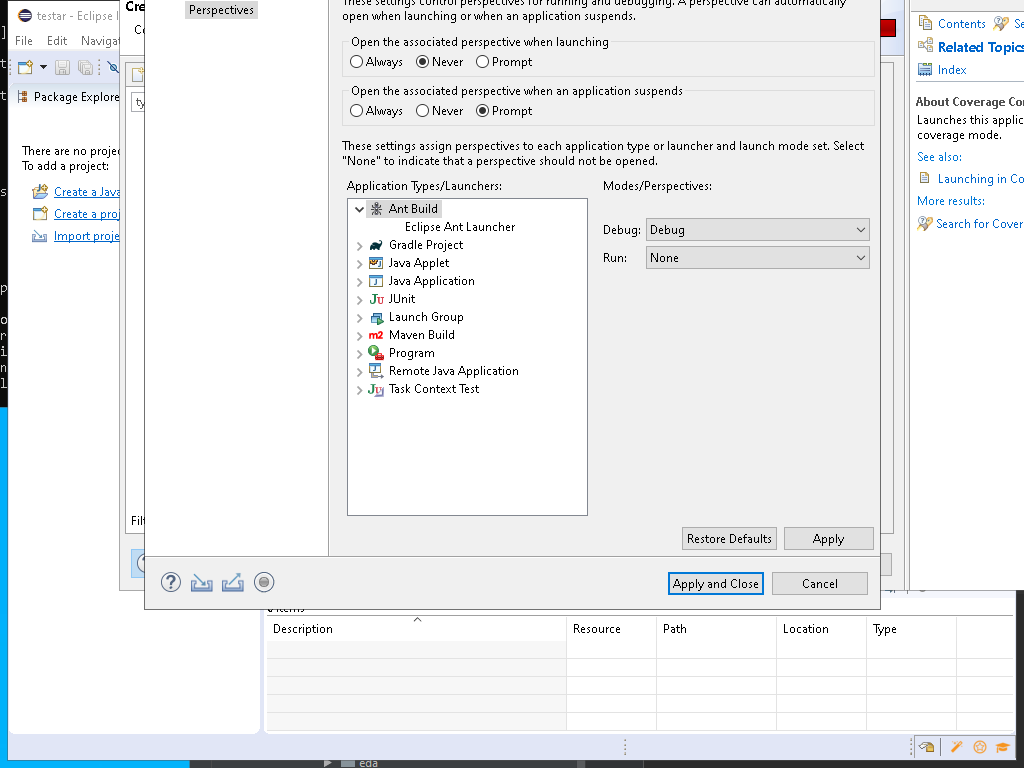 testar - Eclipse I
File Edit Navigat
Package Explore
There are no projec
To add a project:
Create a Java
Create a proj
Import proje
Cre
Perspectives
These settings control perspectives for running and debugging. A perspective can automatically
open when launching or when an application suspends.
Open the associated perspective when launching
Always Never Prompt
Open the associated perspective when an application suspends
Always Never Prompt
These settings assign perspectives to each application type or launcher and launch mode set. Select
"None" to indicate that a perspective should not be opened.
Application Types/Launchers:
Modes/Perspectives:
Ant Build
Eclipse Ant Launcher
Gradle Project
Java Applet
Java Application
JUnit
Launch Group
Maven Build
Program
Remote Java Application
Task Context Test
Debug: Debug
Run: None
Restore Defaults Apply
Apply and Close Cancel
Contents Se
Related Topics
Index
About Coverage Co
Launches this applic
coverage mode.
See also:
Launching in Co
More results:
Search for Cover
Description Resource Path Location Type
eda